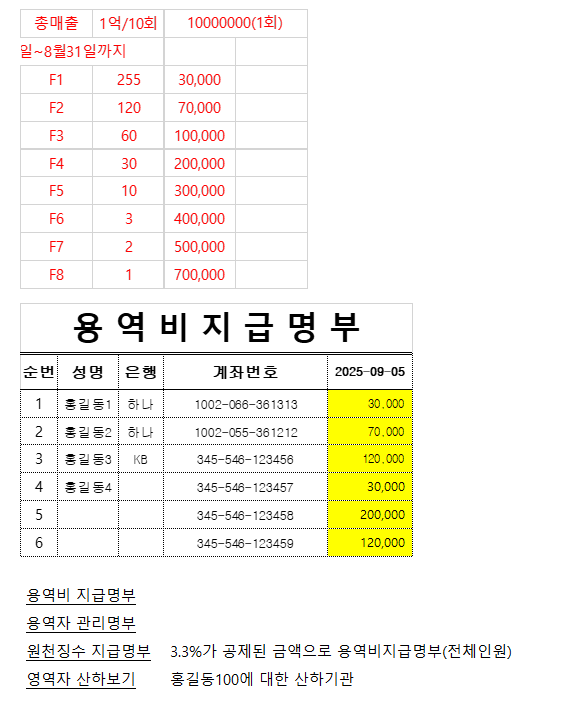 총매출 1억/10회 10000000(1회)
일~8월31일까지
F1 255 30,000
F2 120 70,000
F3 60 100,000
F4 30 200,000
F5 10 300,000
F6 3 400,000
F7 2 500,000
F8 1 700,000
용역비지급명부
순번 성명 은행 계좌번호 2025-09-05
1 홍길동1 하나 1002-066-361313 30,000
2 홍길동2 하나 1002-055-361212 70,000
3 홍길동3 KB 345-546-123456 120,000
4 홍길동4 345-546-123457 30,000
5 345-546-123458 200,000
6 345-546-123459 120,000
용역비 지급명부
용역자 관리명부
원천징수 지급명부 3.3%가 공제된 금액으로 용역비지급명부(전체인원)
영역자 산하보기 홍길동100에 대한 산하기관